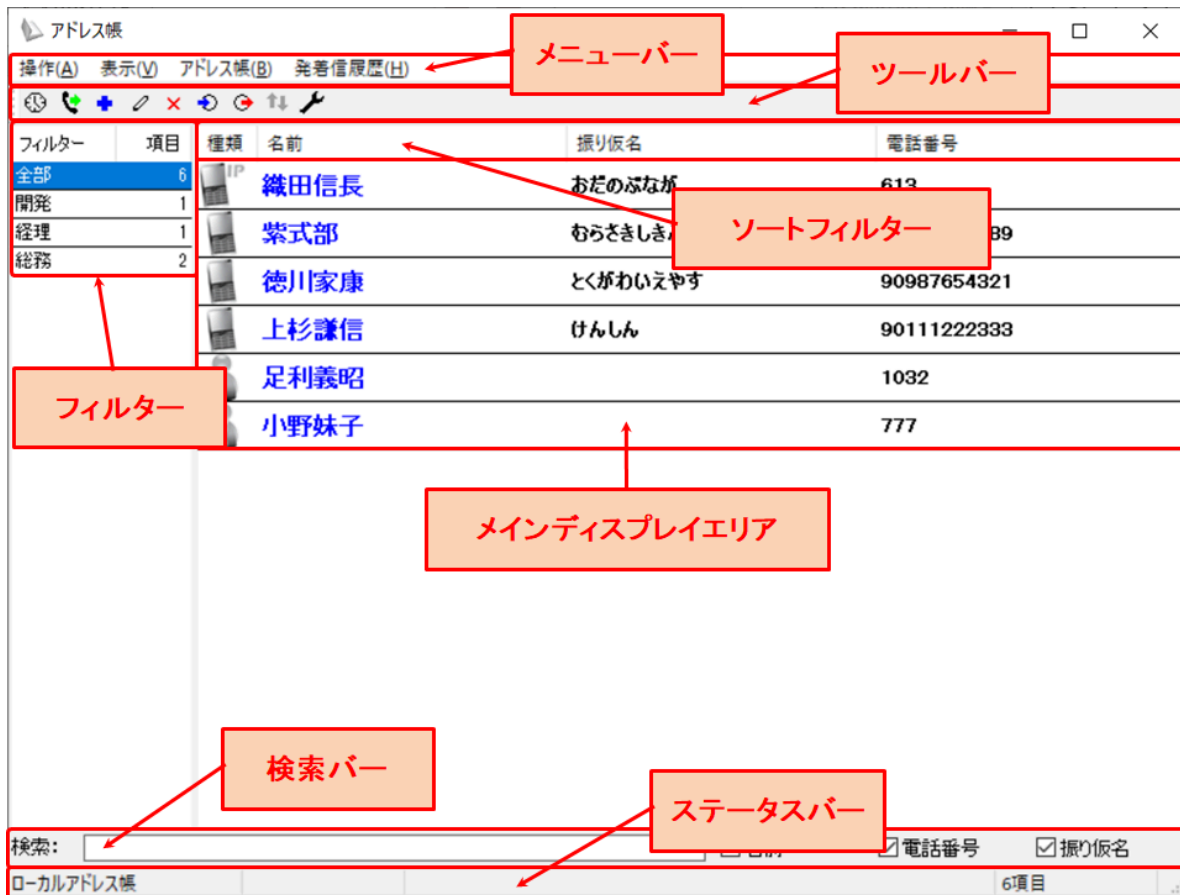 アドレス帳
メニューバー
ツールバー
操作(A) 表示(V) アドレス帳(B) 発着信履歴(H)
フィルター 項目 種類 名前 振り仮名 電話番号
全部 6
開発 1
経理 1
総務 2
IP 織田信長 おだのぶなが 613
紫式部 むらさきしき 89
ソートフィルター
徳川家康 とくがわいえやす 90987654321
上杉謙信 けんしん 90111222333
足利義昭 1032
フィルター
小野妹子 777
メインディスプレイエリア
検索バー
ステータスバー
検索: 電話番号 振り仮名
ローカルアドレス帳 6項目